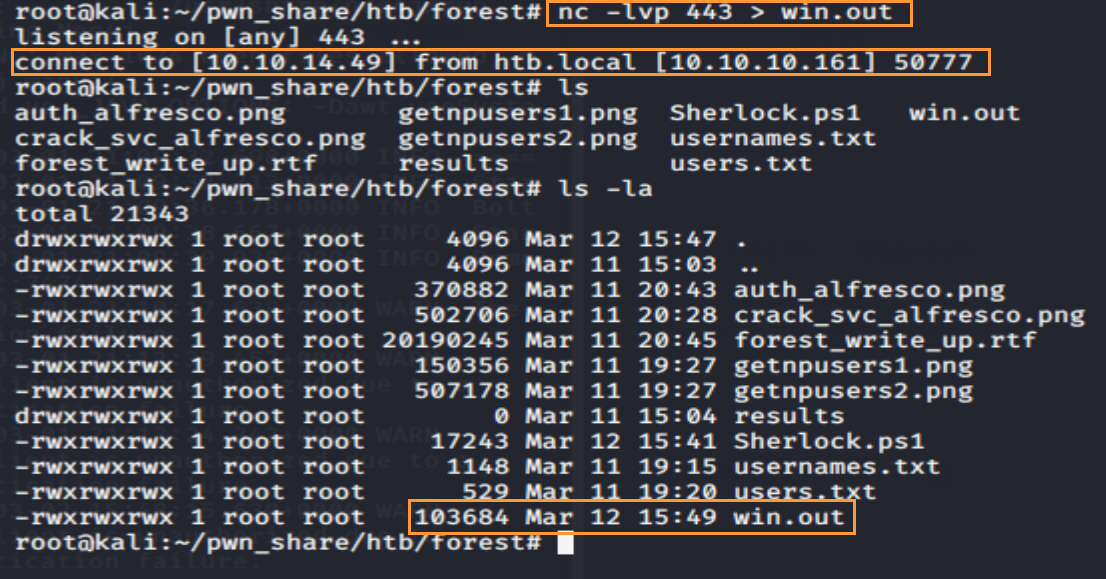 root@kali:~/pwn_share/htb/forest# nc -lvp 443 > win.out
listening on [any] 443 ...
connect to [10.10.14.49] from htb.local [10.10.10.161] 50777
root@kali:~/pwn_share/htb/forest# ls
auth_alfresco.png getnpusers1.png Sherlock.ps1 win.out
crack_svc_alfresco.png getnpusers2.png usernames.txt
forest_write_up.rtf results users.txt
root@kali:~/pwn_share/htb/forest# ls -la
total 21343
drwxrwxrwx 1 root root 4096 Mar 12 15:47 .
drwxrwxrwx 1 root root 4096 Mar 11 15:03 ..
-rwxrwxrwx 1 root root 370882 Mar 11 20:43 auth_alfresco.png
-rwxrwxrwx 1 root root 502706 Mar 11 20:28 crack_svc_alfresco.png
-rwxrwxrwx 1 root root 20190245 Mar 11 20:45 forest_write_up.rtf
-rwxrwxrwx 1 root root 150356 Mar 11 19:27 getnpusers1.png
-rwxrwxrwx 1 root root 507178 Mar 11 19:27 getnpusers2.png
drwxrwxrwx 1 root root 0 Mar 11 15:04 results
-rwxrwxrwx 1 root root 17243 Mar 12 15:41 Sherlock.ps1
-rwxrwxrwx 1 root root 1148 Mar 11 19:15 usernames.txt
-rwxrwxrwx 1 root root 529 Mar 11 19:20 users.txt
-rwxrwxrwx 1 root root 103684 Mar 12 15:49 win.out
root@kali:~/pwn_share/htb/forest#